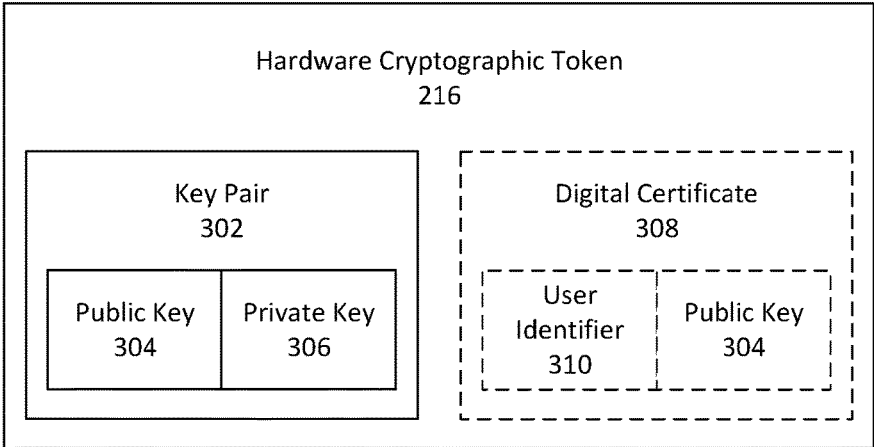 Hardware Cryptographic Token
216
Key Pair
302
Public Key
304
Private Key
306
Digital Certificate
308
User
Identifier
310
Public Key
304